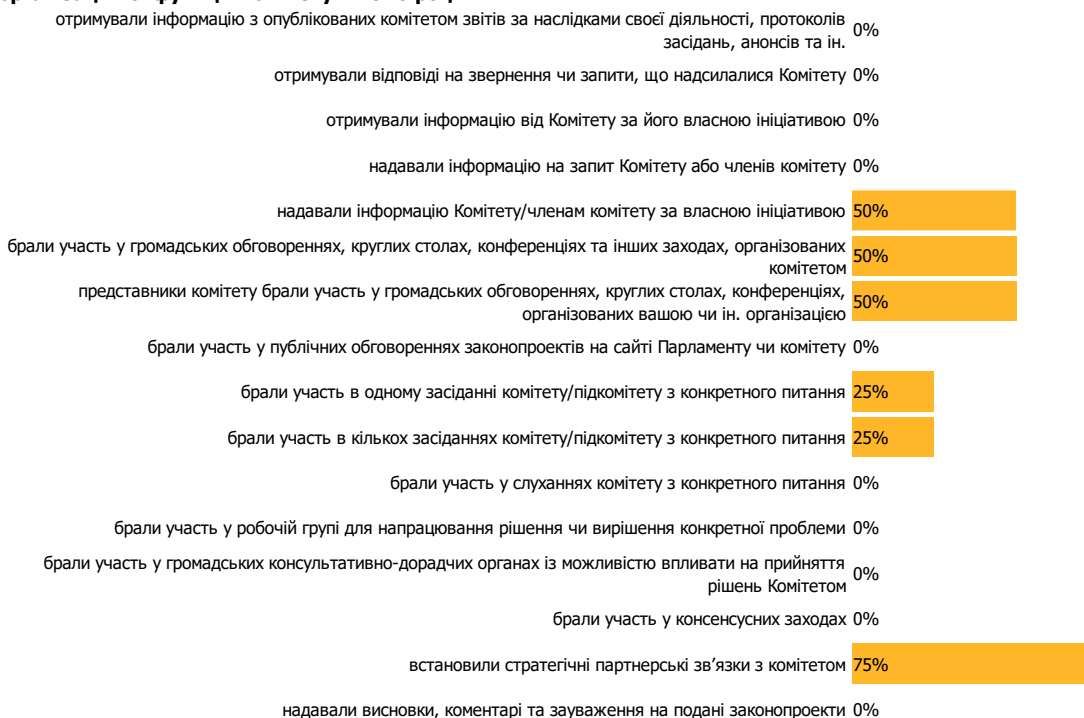 отримували інформацію з опублікованих комітетом звітів за наслідками своєї діяльності, протоколів
засідань, анонсів та ін. 0%
отримували відповіді на звернення чи запити, що надсилалися Комітету 0%
отримували інформацію від Комітету за його власною ініціативою 0%
надавали інформацію на запит Комітету або членів комітету 0%
надавали інформацію Комітету/членам комітету за власною ініціативою 50%
брали участь у громадських обговореннях, круглих столах, конференціях та інших заходах, організованих
комітетом 50%
представники комітету брали участь у громадських обговореннях, круглих столах, конференціях,
організованих вашою чи ін. організацією 50%
брали участь у публічних обговореннях законопроектів на сайті Парламенту чи комітету 0%
брали участь в одному засіданні комітету/підкомітету з конкретного питання 25%
брали участь в кількох засіданнях комітету/підкомітету з конкретного питання 25%
брали участь у слуханнях комітету з конкретного питання 0%
брали участь у робочій групі для напрацювання рішення чи вирішення конкретної проблеми 0%
брали участь у громадських консультативно-дорадчих органах із можливістю впливати на прийняття
рішень Комітетом 0%
брали участь у консенсусних заходах 0%
встановили стратегічні партнерські зв’язки з комітетом 75%
надавали висновки, коментарі та зауваження на подані законопроекти 0%